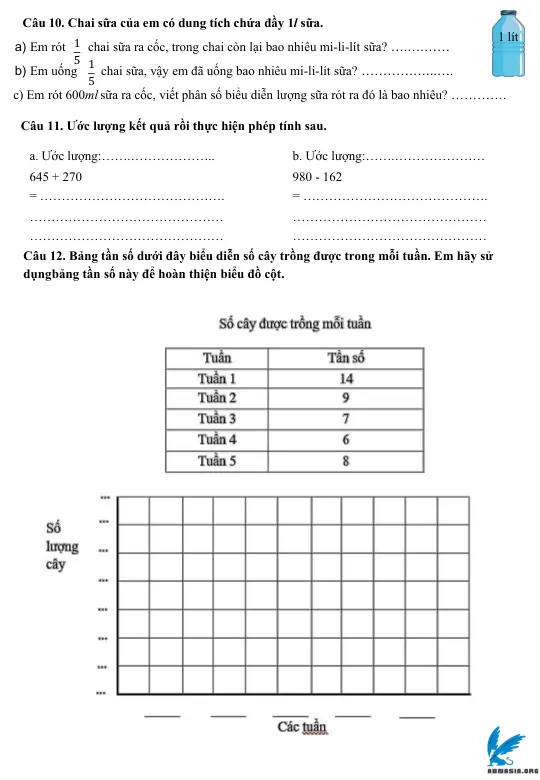 Câu 10. Chai sữa của em có dung tích chứa đầy 1l sữa.
1 lít
a) Em rót 1/5 chai sữa ra cốc, trong chai còn lại bao nhiêu mi-li-lít sữa? ……………
b) Em uống 1/5 chai sữa, vậy em đã uống bao nhiêu mi-li-lít sữa? ……………………
c) Em rót 600ml sữa ra cốc, viết phân số biểu diễn lượng sữa rót ra đó là bao nhiêu? …………
Câu 11. Ước lượng kết quả rồi thực hiện phép tính sau.
a. Ước lượng:………………………..
b. Ước lượng:…………………………
645 + 270
980 - 162
= ……………………………………….
= ……………………………………….
…………………………………………
…………………………………………
…………………………………………
…………………………………………
Câu 12. Bảng tần số dưới đây biểu diễn số cây trồng được trong mỗi tuần. Em hãy sử
dụngbảng tần số này để hoàn thiện biểu đồ cột.
Số cây được trồng mỗi tuần
Tuần Tần số
Tuần 1 14
Tuần 2 9
Tuần 3 7
Tuần 4 6
Tuần 5 8
...
...
...
...
...
...
...
...
Số
lượng
cây
Các tuần
ABMASIA.ORG